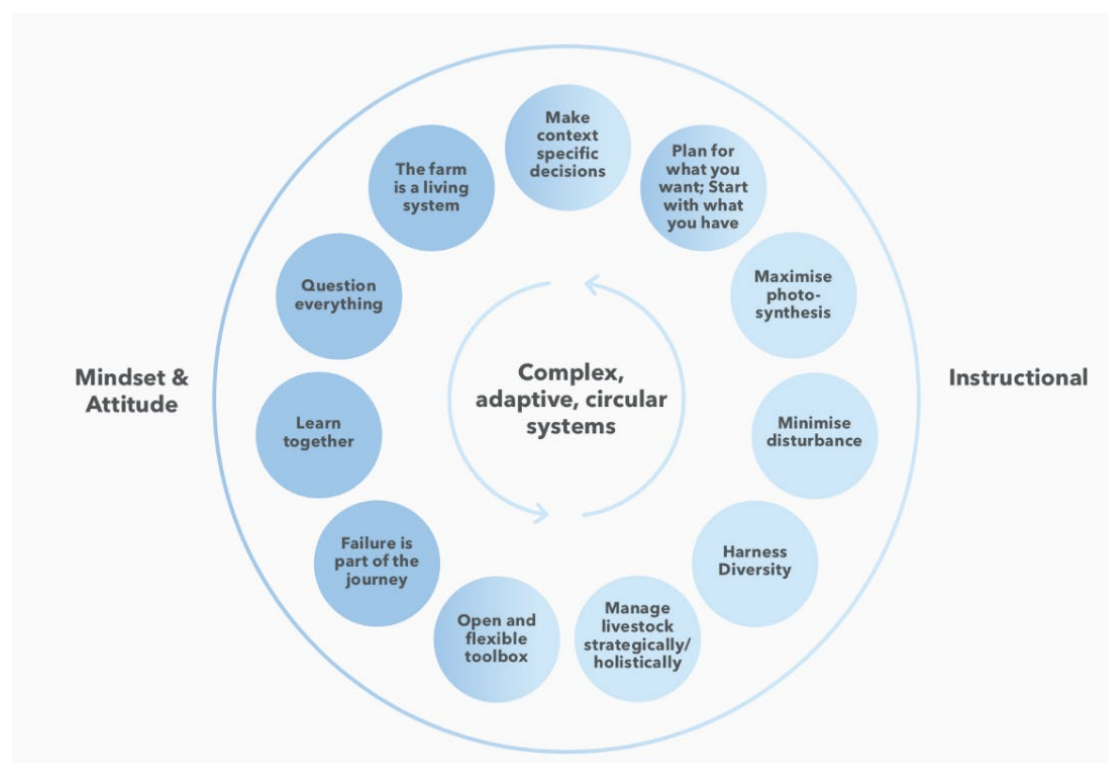 Make
context
specific
decisions
Plan for
what you
want; Start
with what
you have
The farm
is a living
system
Maximise
photo-
synthesis
Question
everything
Mindset &
Attitude
Complex,
adaptive, circular
systems
Instructional
Learn
together
Minimise
disturbance
Failure is
part of the
journey
Harness
Diversity
Open and
flexible
toolbox
Manage
livestock
strategically/
holistically